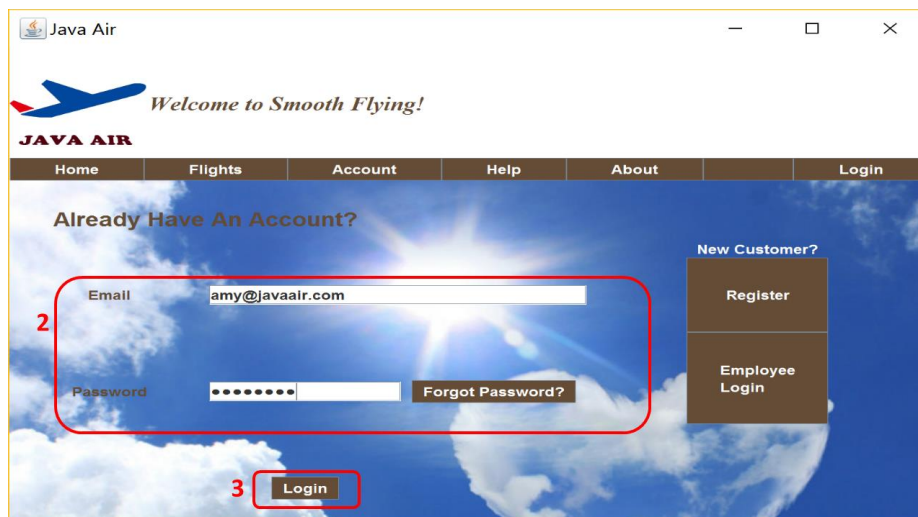 Java Air
Welcome to Smooth Flying!
JAVA AIR
Home Flights Account Help About Login
Already Have An Account?
New Customer?
Email amy@javaair.com
Register
2
Password •••••••• Forgot Password?
Employee
Login
3 Login